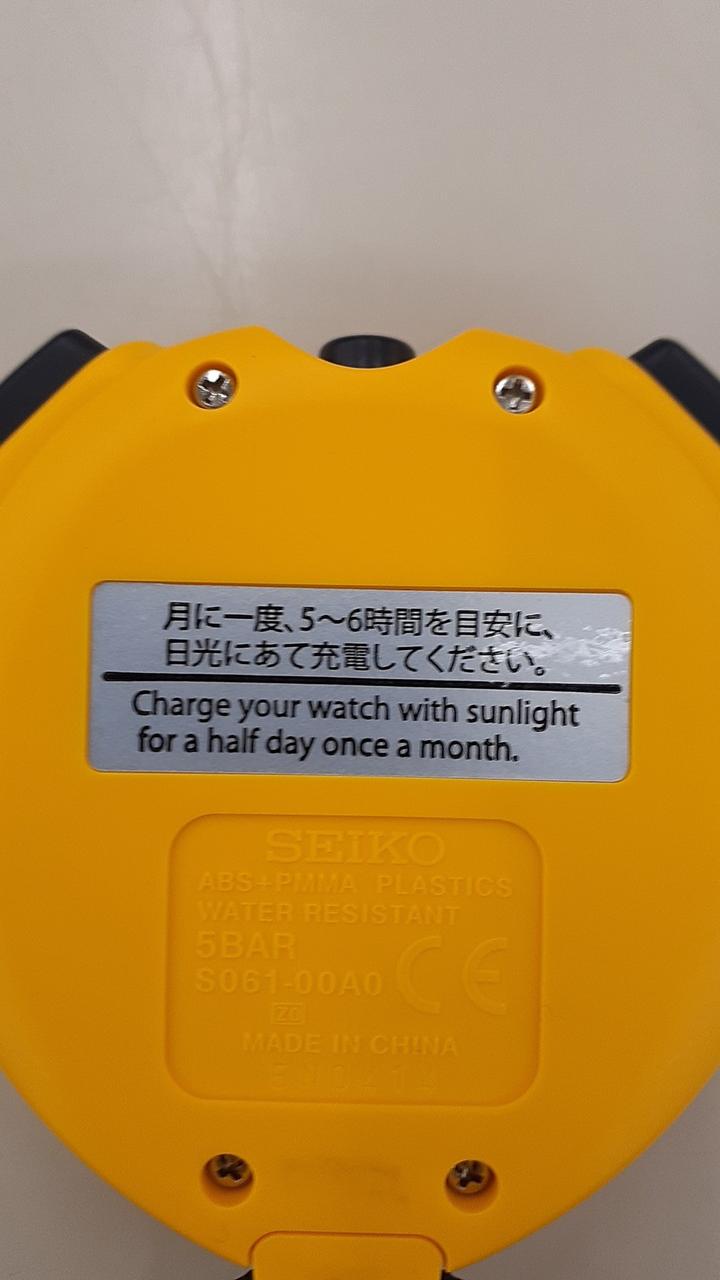 月に一度、5〜6時間を目安に、
日光にあて充電してください。
Charge your watch with sunlight
for a half day once a month.
SEIKO
ABS+PMMA PLASTICS
WATER RESISTANT
5BAR
S061-00A0 CE
MADE IN CHINA